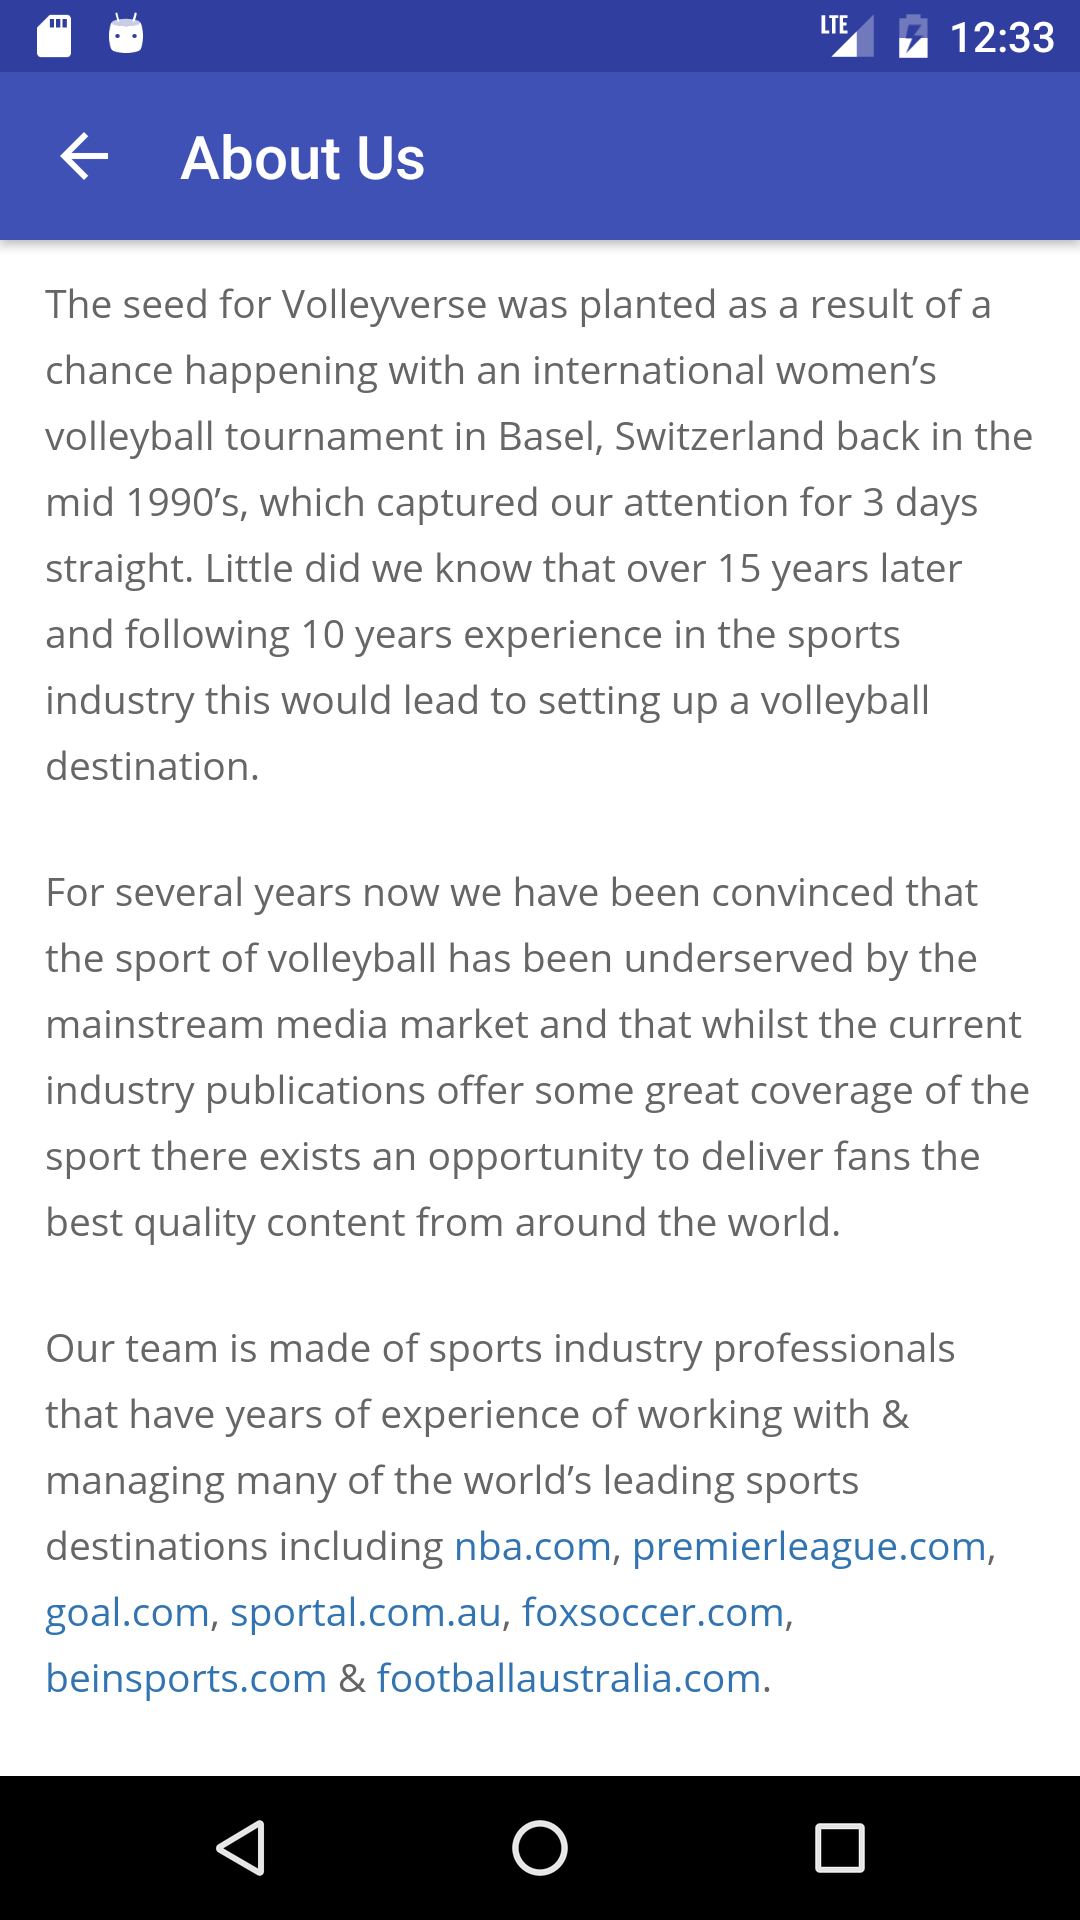 LTE 12:33
About Us
The seed for Volleyverse was planted as a result of a
chance happening with an international women’s
volleyball tournament in Basel, Switzerland back in the
mid 1990’s, which captured our attention for 3 days
straight. Little did we know that over 15 years later
and following 10 years experience in the sports
industry this would lead to setting up a volleyball
destination.
For several years now we have been convinced that
the sport of volleyball has been underserved by the
mainstream media market and that whilst the current
industry publications offer some great coverage of the
sport there exists an opportunity to deliver fans the
best quality content from around the world.
Our team is made of sports industry professionals
that have years of experience of working with &
managing many of the world’s leading sports
destinations including nba.com, premierleague.com,
goal.com, sportal.com.au, foxsoccer.com,
beinsports.com & footballaustralia.com.